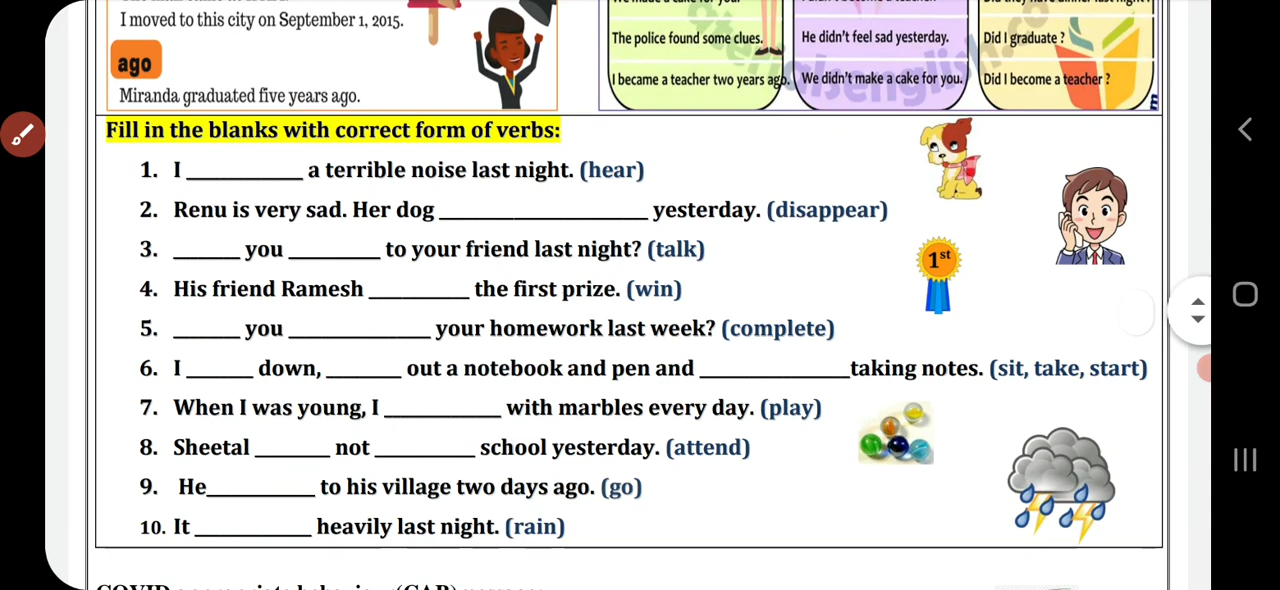 I moved to this city on September 1, 2015.
ago
Miranda graduated five years ago.
The police found some clues.
I became a teacher two years ago.
He didn't feel sad yesterday.
We didn't make a cake for you.
Did I graduate ?
Did I become a teacher ?
Fill in the blanks with correct form of verbs:
1. I __________ a terrible noise last night. (hear)
2. Renu is very sad. Her dog __________________ yesterday. (disappear)
3. ______ you ________ to your friend last night? (talk)
4. His friend Ramesh _________ the first prize. (win)
5. ______ you ____________ your homework last week? (complete)
6. I ______ down, _______ out a notebook and pen and _____________taking notes. (sit, take, start)
7. When I was young, I __________ with marbles every day. (play)
8. Sheetal _______ not _________ school yesterday. (attend)
9. He__________ to his village two days ago. (go)
10. It __________ heavily last night. (rain)
1st